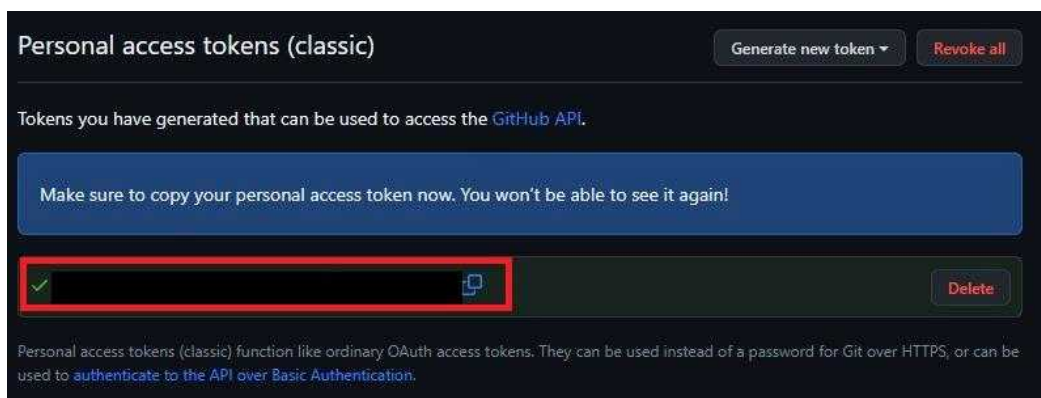 Personal access tokens (classic)
Generate new token
Revoke all
Tokens you have generated that can be used to access the GitHub API.
Make sure to copy your personal access token now. You won't be able to see it again!
Delete
Personal access tokens (classic) function like ordinary OAuth access tokens. They can be used instead of a password for Git over HTTPS, or can be
used to authenticate to the API over Basic Authentication.